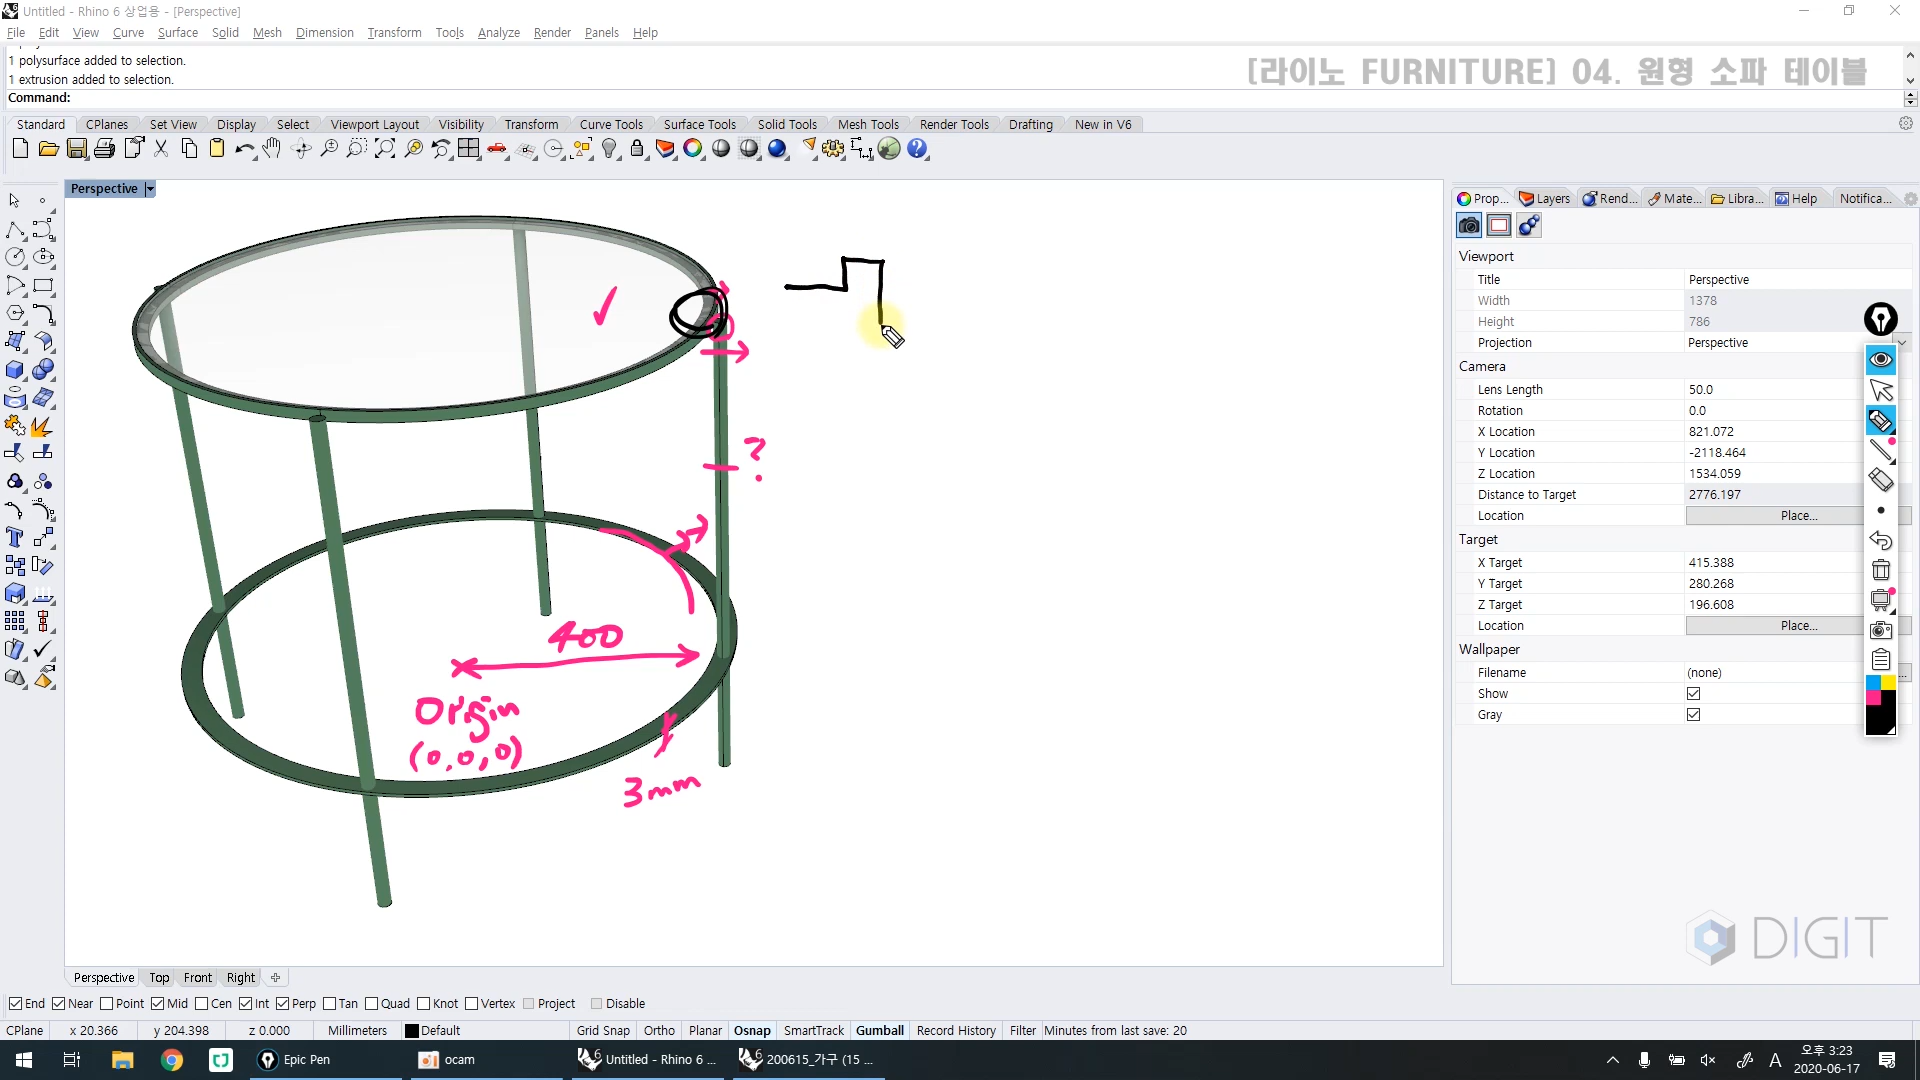 Untitled - Rhino 6 상업용 - [Perspective]
File Edit View Curve Surface Solid Mesh Dimension Transform Tools Analyze Render Panels Help
1 polysurface added to selection.
1 extrusion added to selection.
Command:
[라이노 FURNITURE] 04. 원형 소파 테이블
Standard CPlanes Set View Display Select Viewport Layout Visibility Transform Curve Tools Surface Tools Solid Tools Mesh Tools Render Tools Drafting New in V6
Perspective
?
400
Origin
(0,0,0)
3mm
Prop... Layers Rend... Mate... Libra... Help Notifica...
Viewport
Title Perspective
Width 1378
Height 786
Projection Perspective
Camera
Lens Length 50.0
Rotation 0.0
X Location 821.072
Y Location -2118.464
Z Location 1534.059
Distance to Target 2776.197
Location Place...
Target
X Target 415.388
Y Target 280.268
Z Target 196.608
Location Place...
Wallpaper
Filename (none)
Show
Gray
DIGIT
Perspective Top Front Right
End Near Point Mid Cen Int Perp Tan Quad Knot Vertex Project Disable
CPlane x 20.366 y 204.398 z 0.000 Millimeters Default Grid Snap Ortho Planar Osnap SmartTrack Gumball Record History Filter Minutes from last save: 20
Epic Pen ocam Untitled - Rhino 6 ... 200615_가구 (15 ... A 오후 3:23
2020-06-17